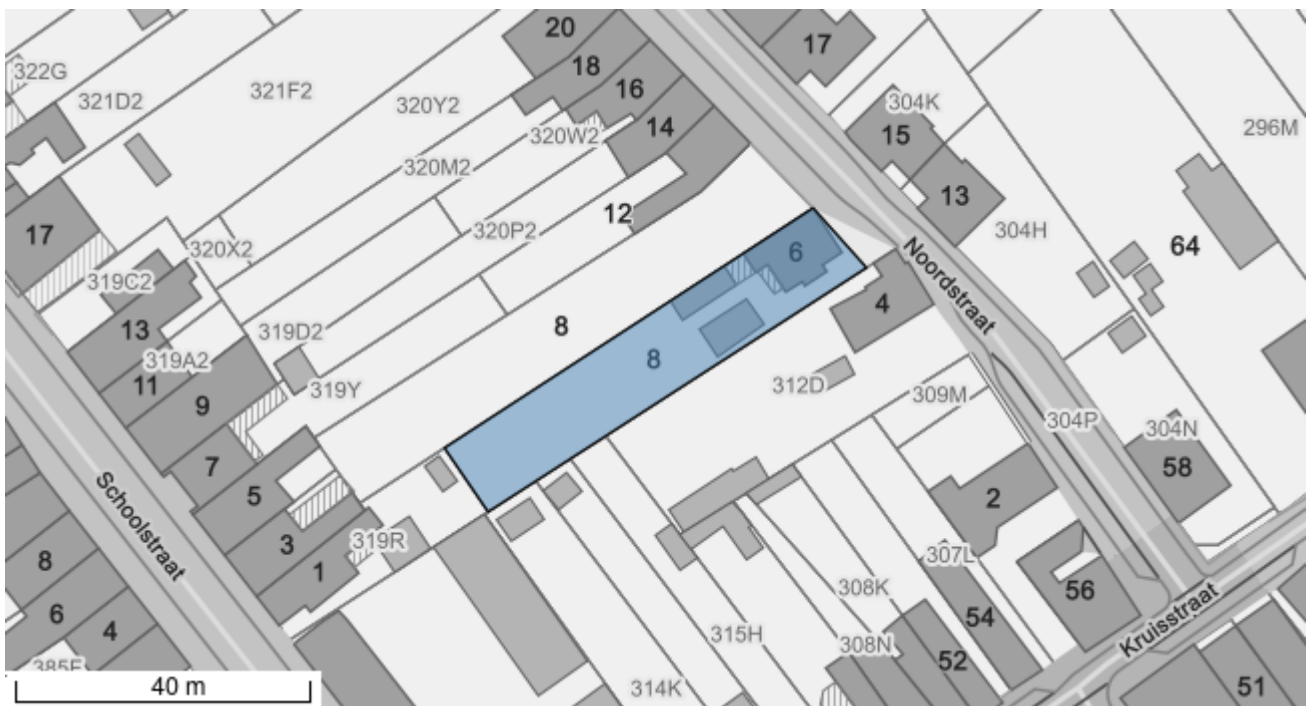 20
17
18
322G
321D2
321F2
16
304K
320Y2
14
15
296M
320W2
320M2
13
12
320P2
304H
17
320X2
64
6
Noordstraat
319C2
4
13
319D2
8
8
319A2
11
319Y
312D
309M
9
304P
304N
7
58
Schoolstraat
5
2
3
319R
1
307L
8
308K
56
6
54
Kruisstraat
4
315H
308N
52
385F
40 m
314K
51